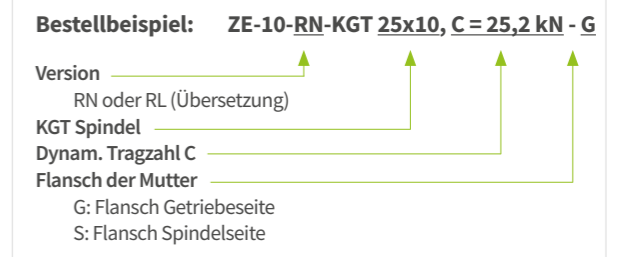 Bestellbeispiel: ZE-10-RN-KGT 25x10, C = 25,2 kN - G
Version
RN oder RL (Übersetzung)
KGT Spindel
Dynam. Tragzahl C
Flansch der Mutter
G: Flansch Getriebeseite
S: Flansch Spindelseite